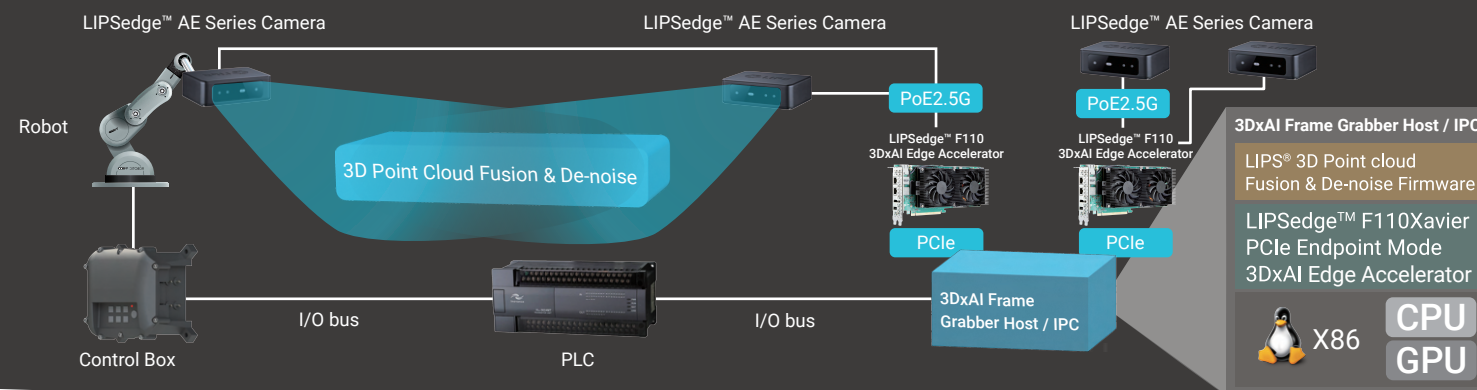 LIPSedge™ AE Series Camera
LIPSedge™ AE Series Camera
LIPSedge™ AE Series Camera
Robot
PoE2.5G
PoE2.5G
LIPSedge™ F110
3DxAI Edge Accelerator
LIPSedge™ F110
3DxAI Edge Accelerator
3D Point Cloud Fusion & De-noise
PCIe
PCIe
3DxAI Frame
Grabber Host / IPC
I/O bus
I/O bus
Control Box
PLC
3DxAI Frame Grabber Host / IPC
LIPS® 3D Point cloud
Fusion & De-noise Firmware
LIPSedge™ F110Xavier
PCIe Endpoint Mode
3DxAI Edge Accelerator
X86
CPU
GPU